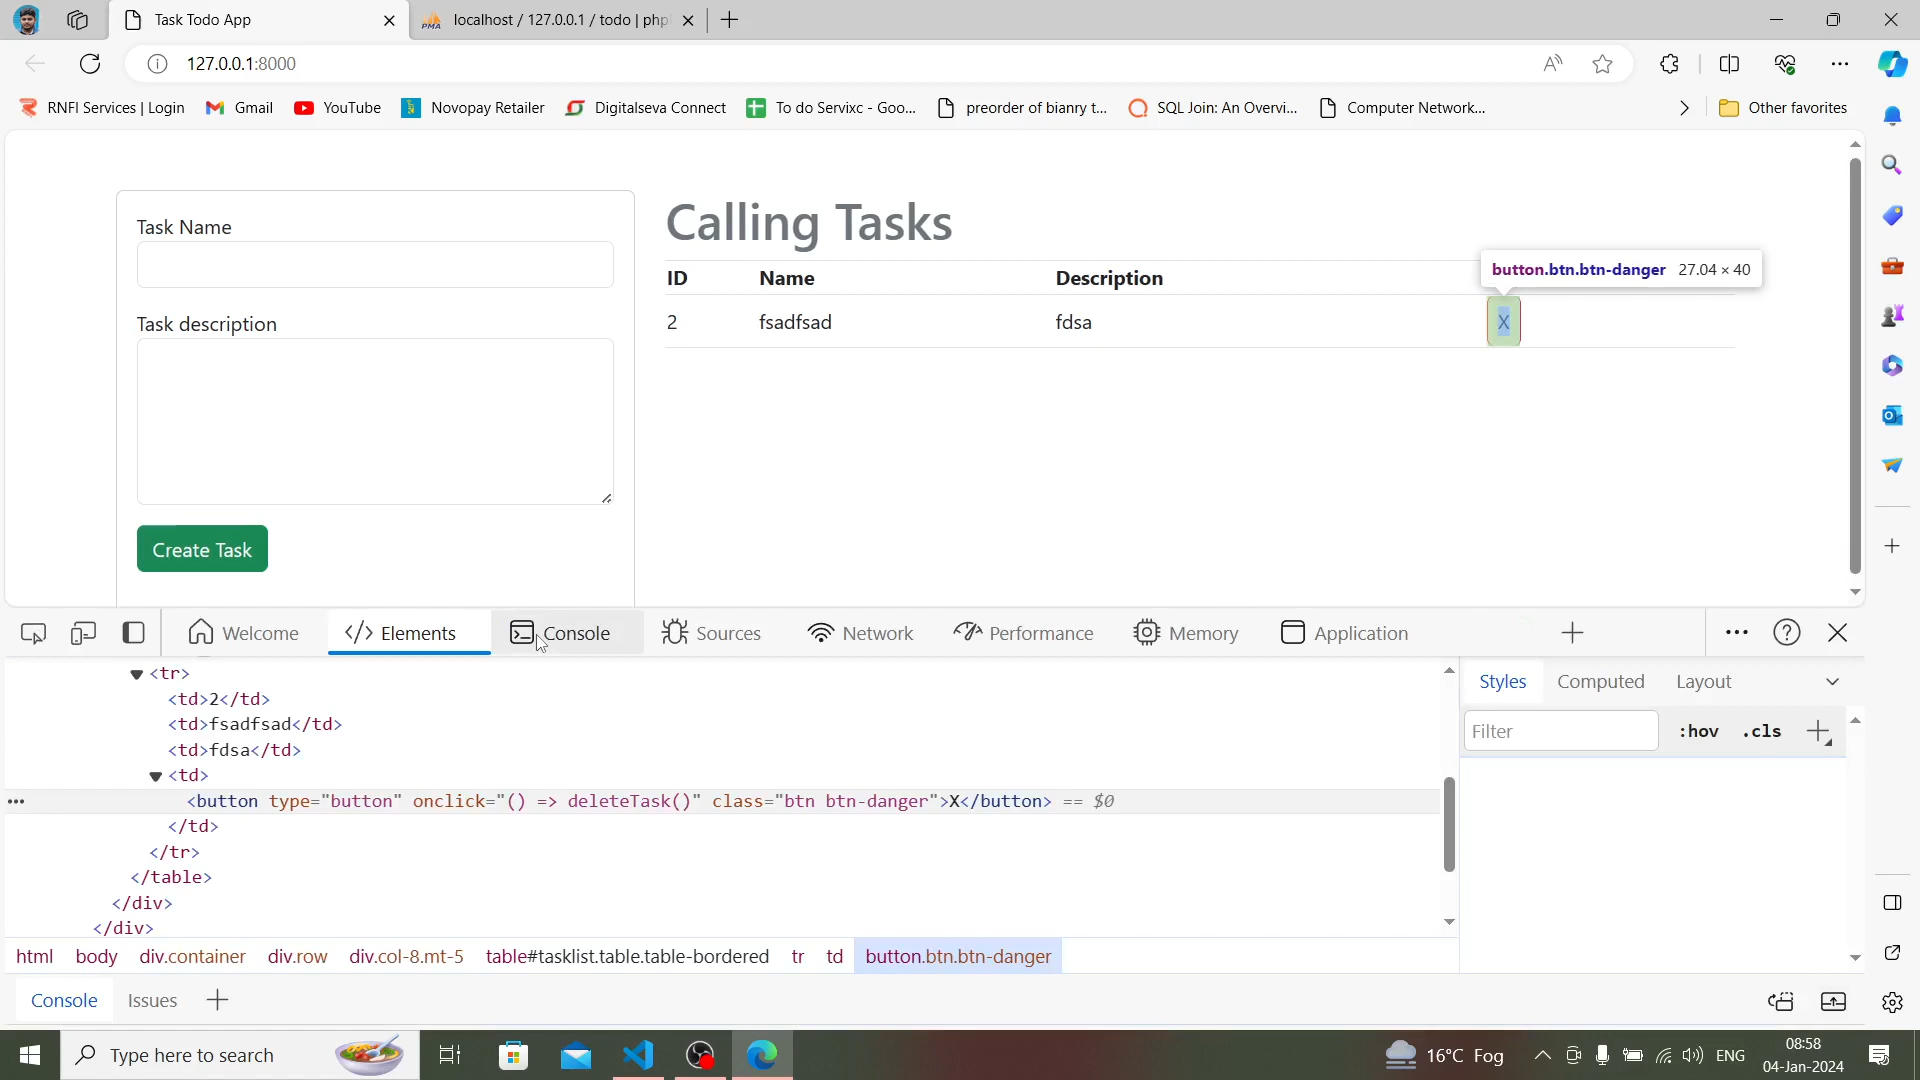 Task Todo App
PMA localhost / 127.0.0.1 / todo | php
127.0.0.1:8000
RNFI Services | Login Gmail YouTube Novopay Retailer Digitalseva Connect To do Servixc - Goo... preorder of bianry t... SQL Join: An Overvi... Computer Network... Other favorites
Task Name
Task description
Create Task
Calling Tasks
ID Name Description
2 fsadfsad fdsa X
button.btn.btn-danger 27.04 × 40
Welcome Elements Console Sources Network Performance Memory Application
<tr>
<td>2</td>
<td>fsadfsad</td>
<td>fdsa</td>
<td>
<button type="button" onclick="() => deleteTask()" class="btn btn-danger">X</button> == $0
</td>
</tr>
</table>
</div>
</div>
Styles Computed Layout
Filter :hov .cls
html body div.container div.row div.col-8.mt-5 table#tasklist.table.table-bordered tr td button.btn.btn-danger
Console Issues
Type here to search
16°C Fog
ENG
08:58
04-Jan-2024